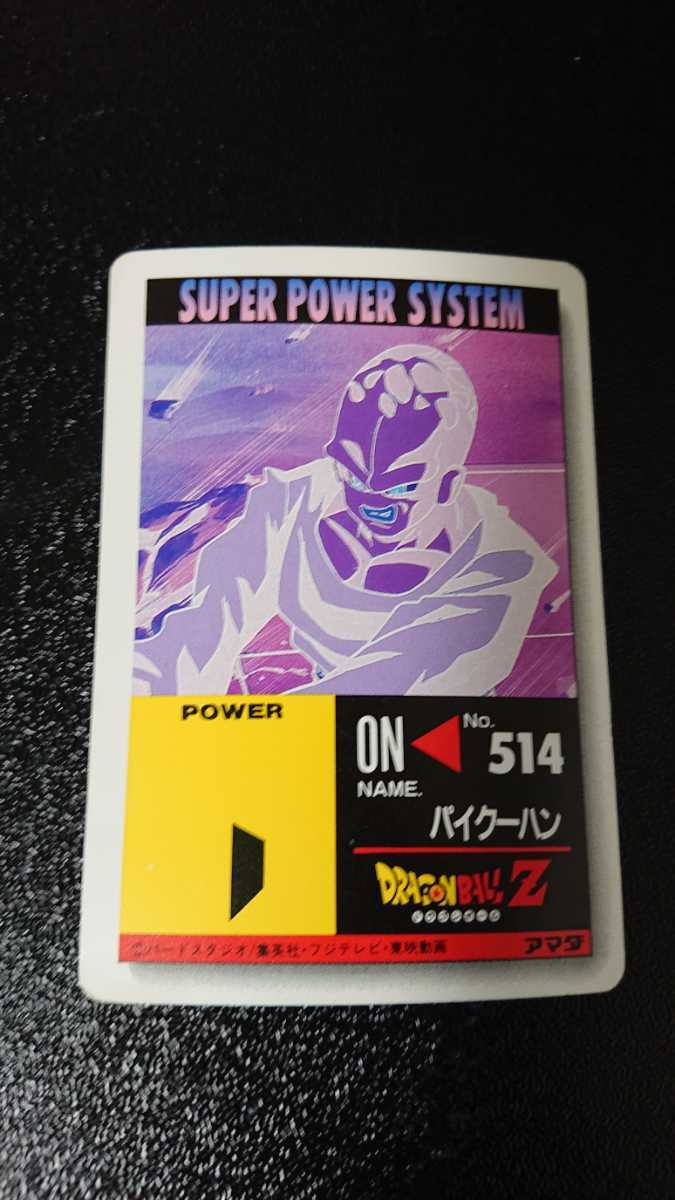 SUPER POWER SYSTEM
POWER
ON
No.
514
NAME.
パイクーハン
DRAGON BALL Z
ドラゴンボール
©バードスタジオ/集英社・フジテレビ・東映動画
アマダ